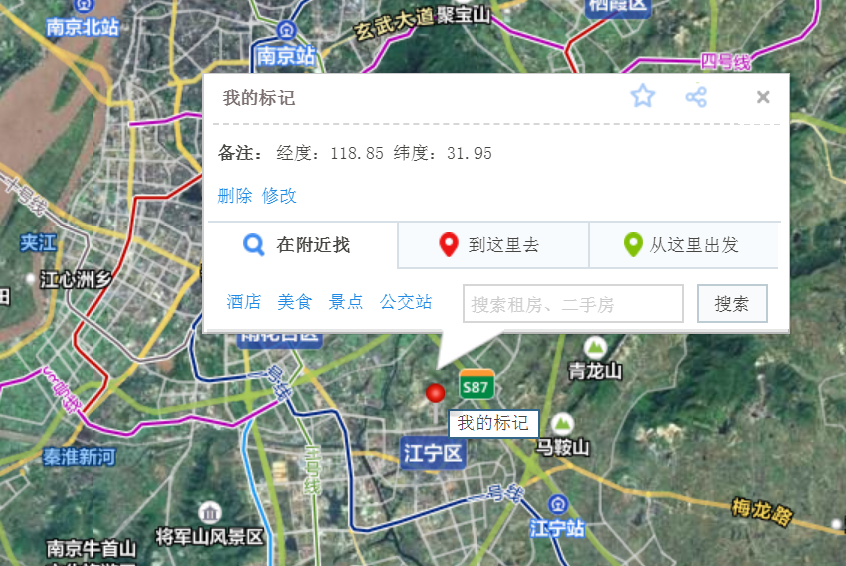 南京北站
玄武大道
聚宝山
栖霞区
南京站
四号线
我的标记
备注： 经度：118.85 纬度：31.95
删除 修改
在附近找
到这里去
从这里出发
酒店 美食 景点 公交站
搜索租房、二手房
搜索
十号线
夹江
江心洲乡
雨花台区
S3号线
号线
青龙山
S87
我的标记
马鞍山
江宁区
秦淮新河
三号线
一号线
梅龙路
江宁站
将军山风景区
南京牛首山